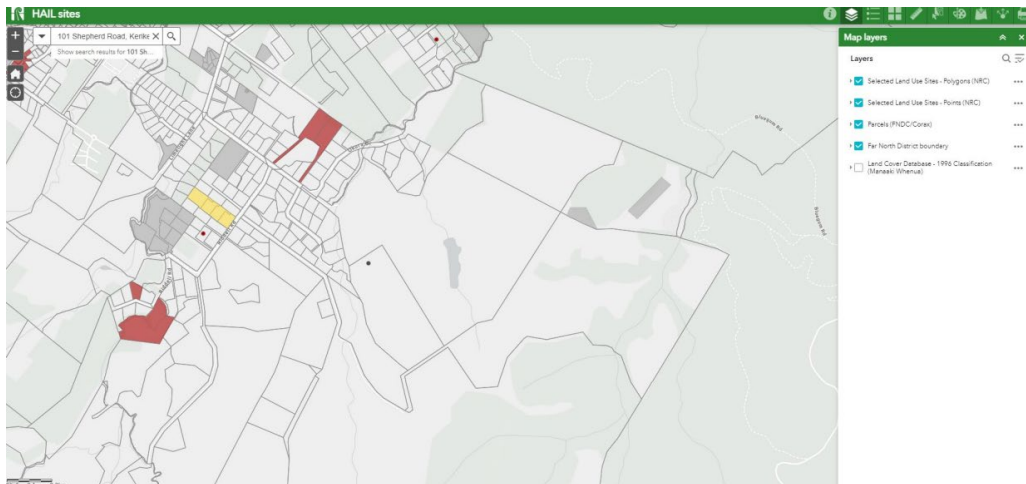 HAIL sites
101 Shepherd Road, Kerike
Show search results for 101 Sh...
Map layers
Layers
Selected Land Use Sites - Polygons (NRC)
Selected Land Use Sites - Points (NRC)
Parcels (FNDC/Corax)
Far North District boundary
Land Cover Database - 1996 Classification
(Manaaki Whenua)